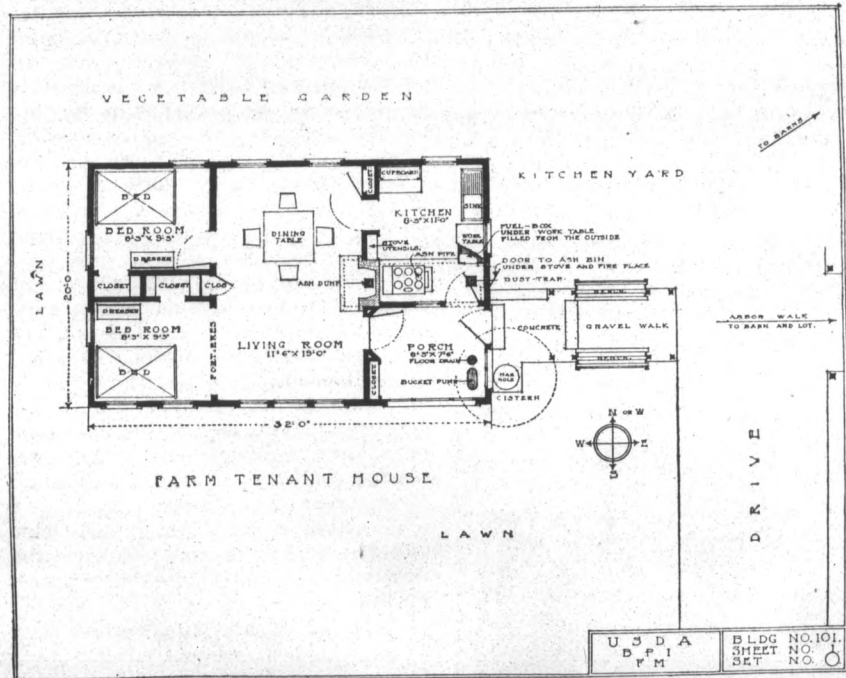 VEGETABLE GARDEN
TO BARNS
KITCHEN YARD
LAWN
20'-0"
BED
BED ROOM
8'-3" X 9'-3"
DRESSER
CLOSET
CLOSET
CLOS
DRESSER
BED ROOM
8'-3" X 9'-3"
BED
PORTIERES
DINING
TABLE
ASH DUMP
LIVING ROOM
11'-6" X 19'-0"
CLOSET
CUPBOARD
KITCHEN
8'-3" X 11'-0"
SINK
WORK
TABLE
STOVE
UTENSILS
ASH PIPE
FUEL-BOX
UNDER WORK TABLE
FILLED FROM THE OUTSIDE
DOOR TO ASH BIN
UNDER STOVE AND FIRE PLACE
DUST-TRAP
PORCH
8'-3" X 7'-6"
FLOOR DRAIN
BUCKET PUMP
CLOSET
CONCRETE
MAN
HOLE
CISTERN
BENCH
GRAVEL WALK
BENCH
ARBOR WALK
TO BARN AND LOT.
32'-0"
N OR W
W
E
S
FARM TENANT HOUSE
LAWN
DRIVE
USDA
BPI
FM
BLDG NO. 101.
SHEET NO. 1
SET NO. O